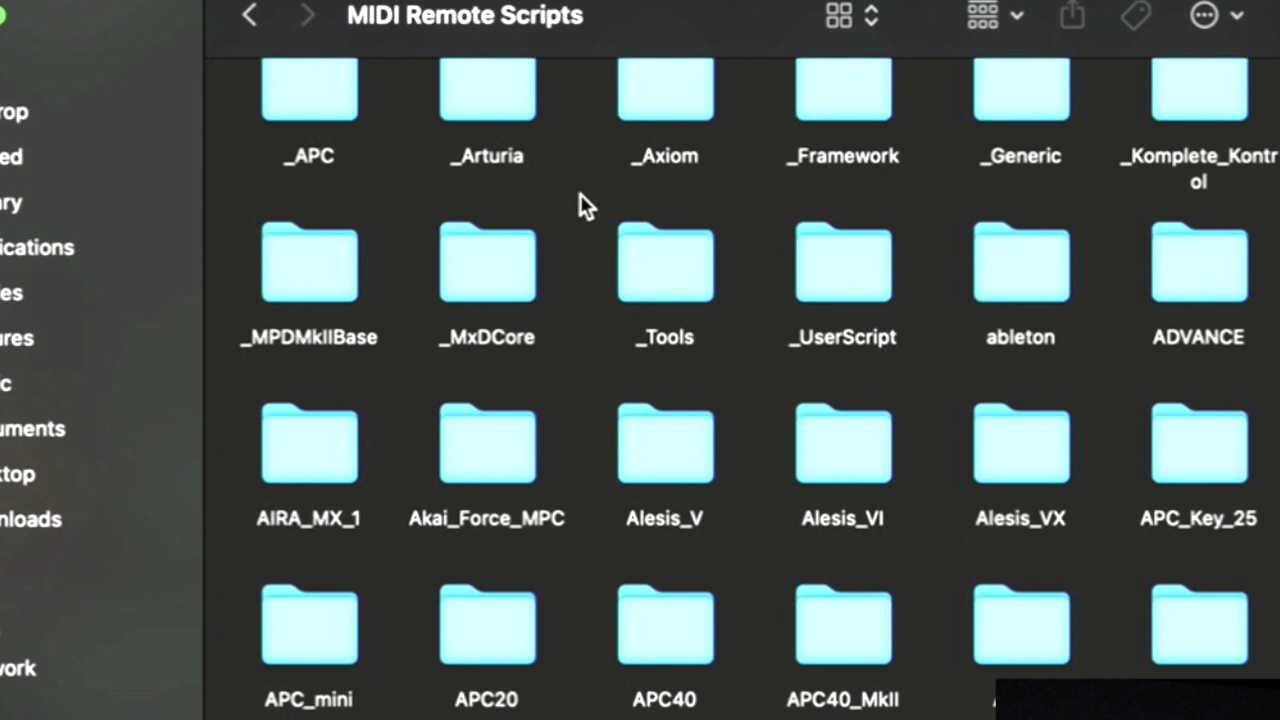 MIDI Remote Scripts
rop
ed
ary
ications
es
ures
c
uments
ktop
nloads
work
_APC
_Arturia
_Axiom
_Framework
_Generic
_Komplete_Kontr
ol
_MPDMkIIBase
_MxDCore
_Tools
_UserScript
ableton
ADVANCE
AIRA_MX_1
Akai_Force_MPC
Alesis_V
Alesis_VI
Alesis_VX
APC_Key_25
APC_mini
APC20
APC40
APC40_MkII